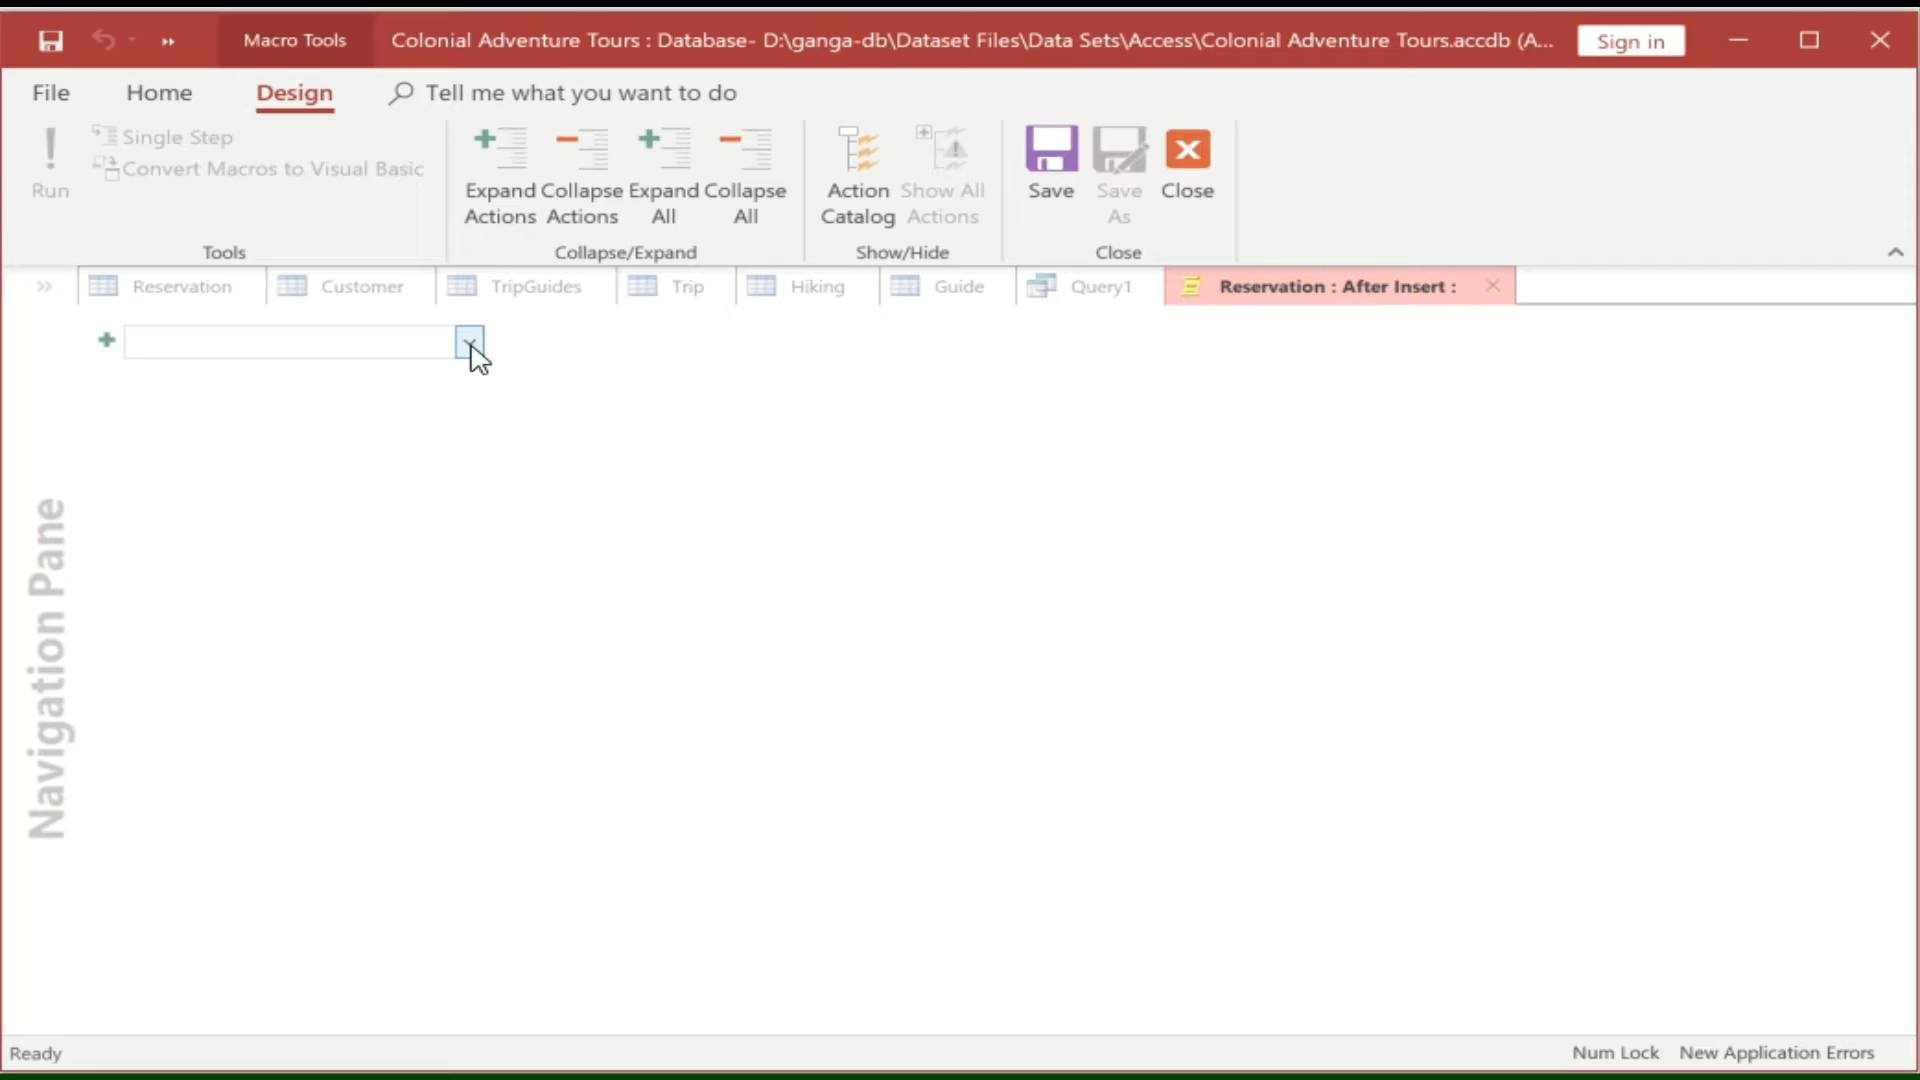 Macro Tools
Colonial Adventure Tours : Database- D:\ganga-db\Dataset Files\Data Sets\Access\Colonial Adventure Tours.accdb (A...
Sign in
File
Home
Design
Tell me what you want to do
Run
Single Step
Convert Macros to Visual Basic
Expand Actions
Collapse Actions
Expand All
Collapse All
Action Catalog
Show All Actions
Save
Save As
Close
Tools
Collapse/Expand
Show/Hide
Close
Reservation
Customer
TripGuides
Trip
Hiking
Guide
Query1
Reservation : After Insert :
Navigation Pane
Ready
Num Lock
New Application Errors